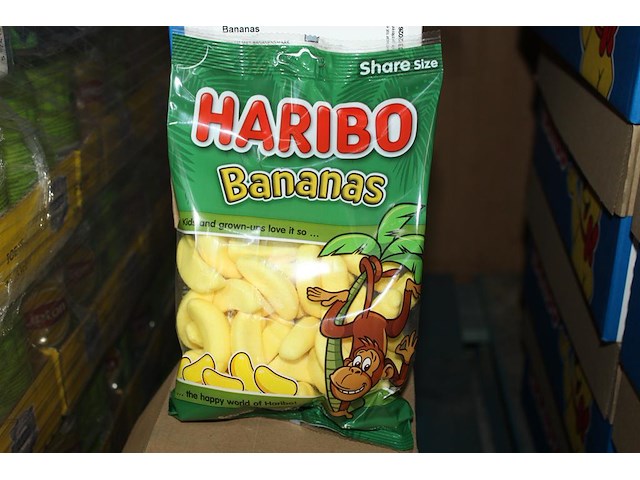 Bananas
Share Size
HARIBO
Bananas
Kids and grown-ups love it so ...
... the happy world of Haribo!